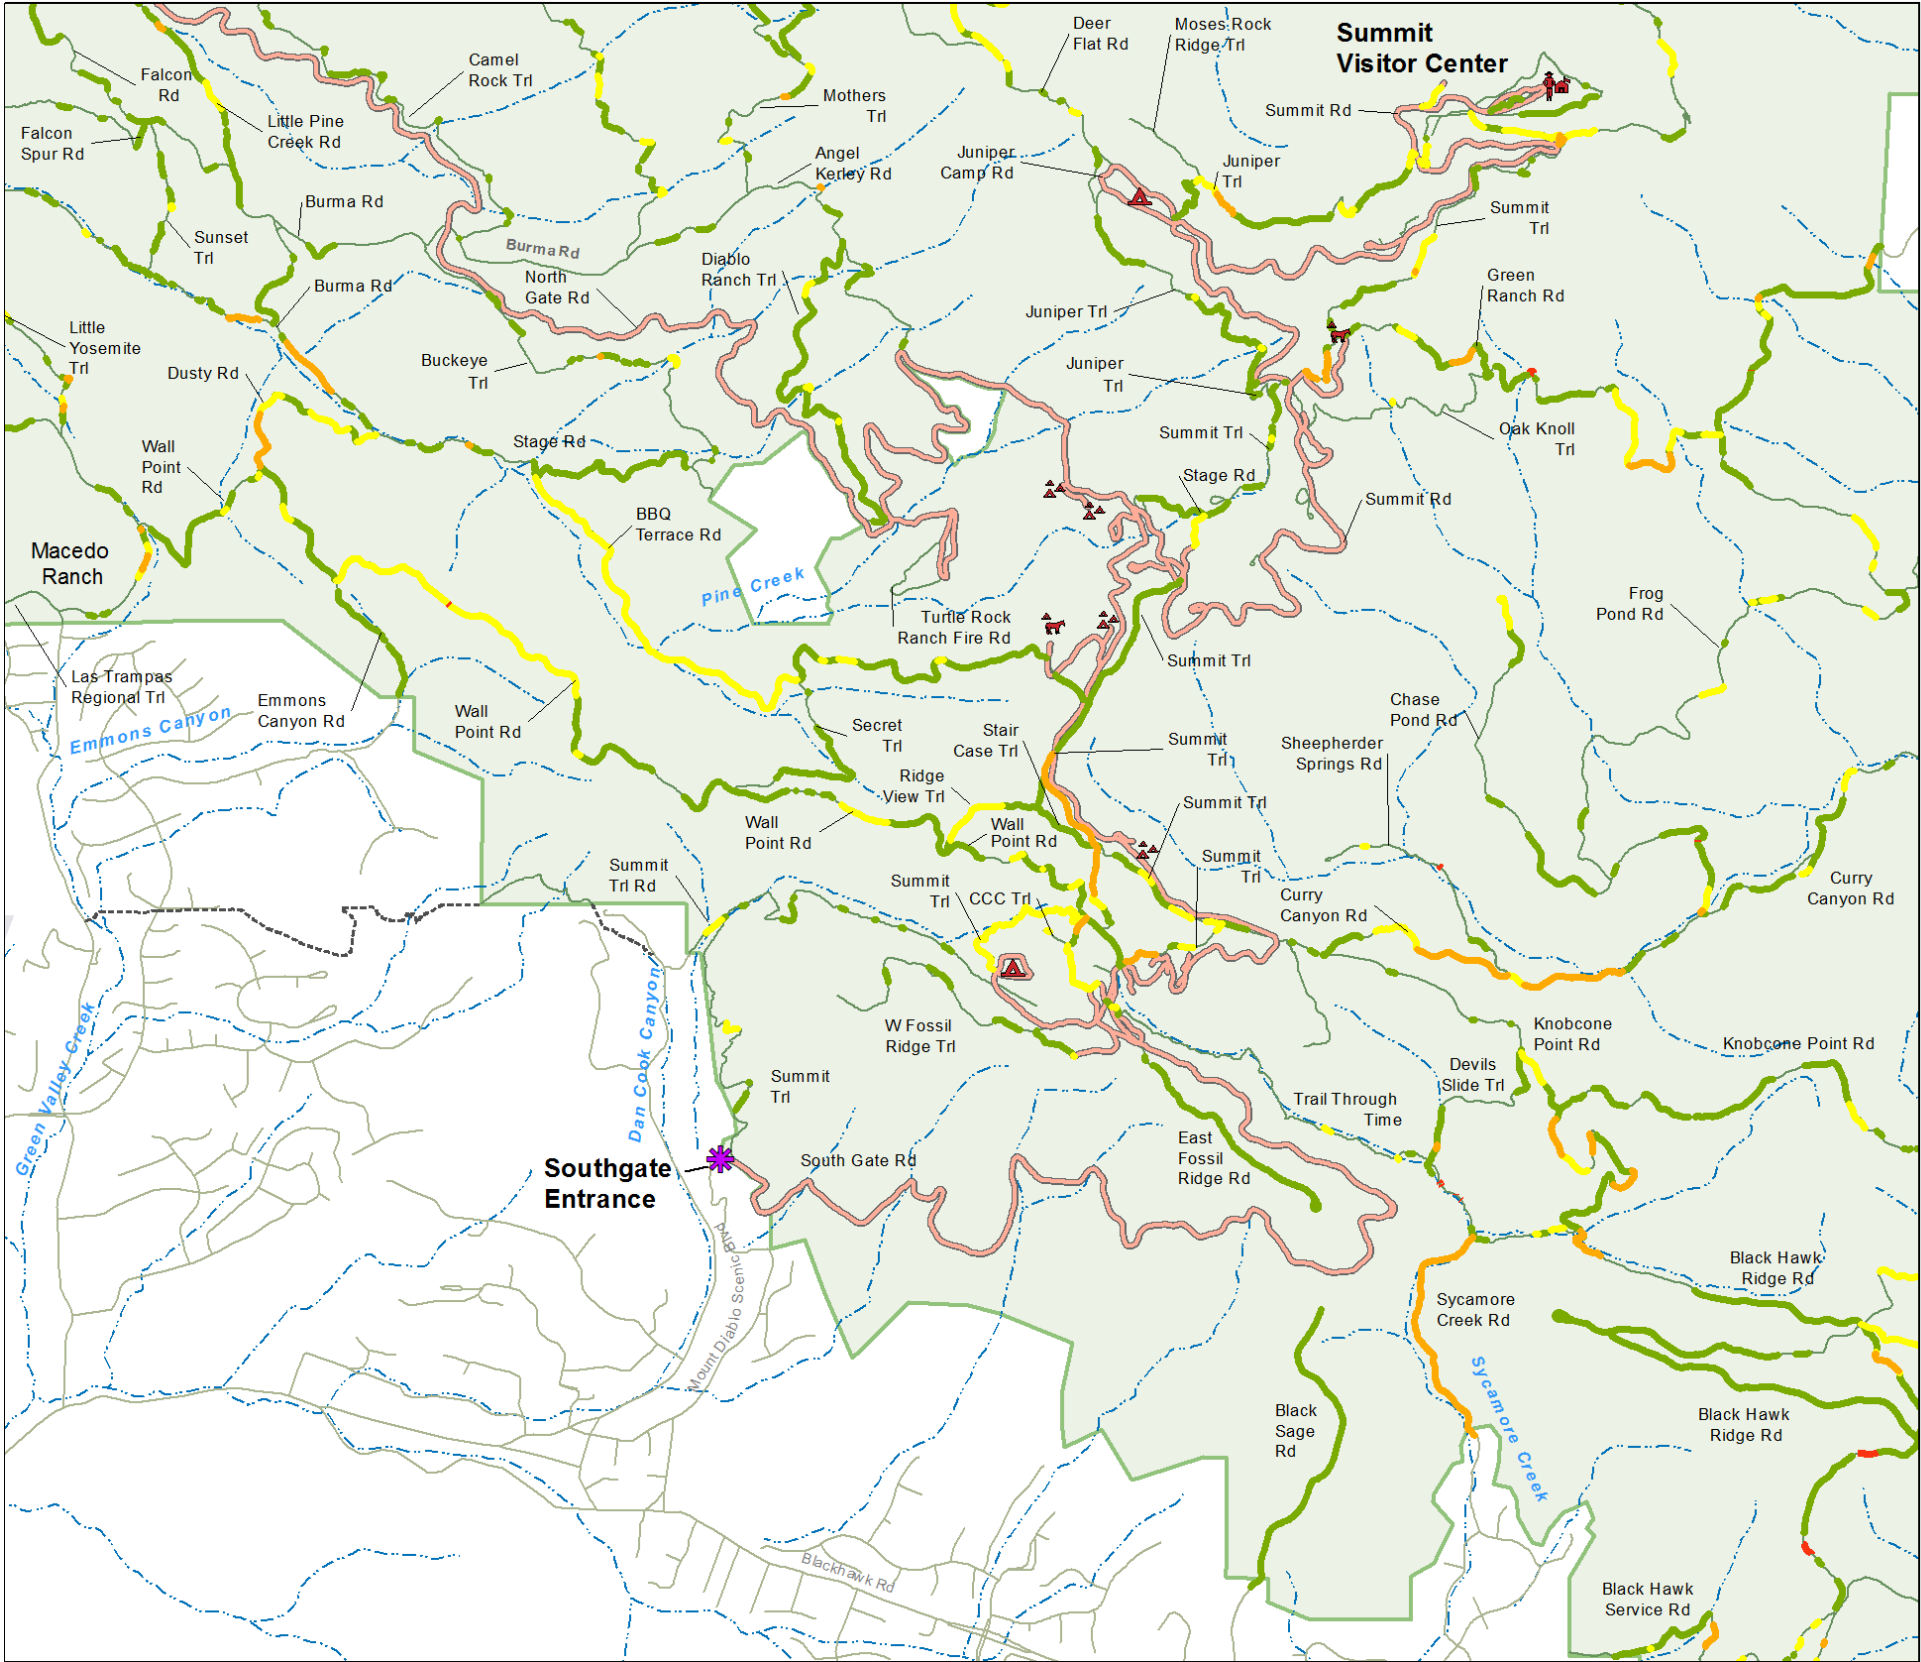 Summit
Visitor Center
Deer
Flat Rd
Moses Rock
Ridge Trl
Camel
Rock Trl
Falcon
Rd
Mothers
Trl
Summit Rd
Little Pine
Creek Rd
Falcon
Spur Rd
Angel
Kerley Rd
Juniper
Camp Rd
Juniper
Trl
Burma Rd
Summit
Trl
Sunset
Trl
Burma Rd
Diablo
Ranch Trl
North
Gate Rd
Burma Rd
Green
Ranch Rd
Juniper Trl
Little
Yosemite
Trl
Buckeye
Trl
Dusty Rd
Juniper
Trl
Stage Rd
Summit Trl
Oak Knoll
Trl
Wall
Point
Rd
Stage Rd
Summit Rd
BBQ
Terrace Rd
Macedo
Ranch
Pine Creek
Frog
Pond Rd
Turtle Rock
Ranch Fire Rd
Summit Trl
Las Trampas
Regional Trl
Emmons
Canyon Rd
Emmons Canyon
Wall
Point Rd
Chase
Pond Rd
Secret
Trl
Stair
Case Trl
Summit
Trl
Sheepherder
Springs Rd
Ridge
View Trl
Summit Trl
Wall
Point Rd
Wall
Point Rd
Summit
Trl Rd
Summit
Trl
Summit
Trl
CCC Trl
Curry
Canyon Rd
Curry
Canyon Rd
Green Valley Creek
Dan Cook Canyon
W Fossil
Ridge Trl
Knobcone
Point Rd
Knobcone Point Rd
Devils
Slide Trl
Summit
Trl
Trail Through
Time
East
Fossil
Ridge Rd
South Gate Rd
Southgate
Entrance
Mount Diablo Scenic Blvd
Black Hawk
Ridge Rd
Sycamore
Creek Rd
Sycamore Creek
Black
Sage
Rd
Black Hawk
Ridge Rd
Blackhawk Rd
Black Hawk
Service Rd